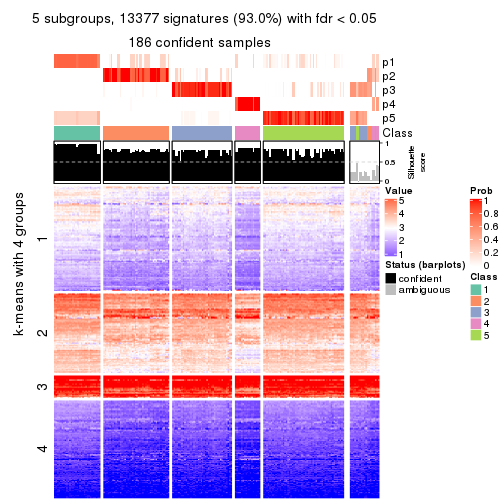 5 subgroups, 13377 signatures (93.0%) with fdr < 0.05
186 confident samples
p1
p2
p3
p4
p5
Class
1
0.5
0
Silhouette
score
k-means with 4 groups
1
2
3
4
Value
5
4
3
2
1
Status (barplots)
confident
ambiguous
Prob
1
0.8
0.6
0.4
0.2
0
Class
1
2
3
4
5